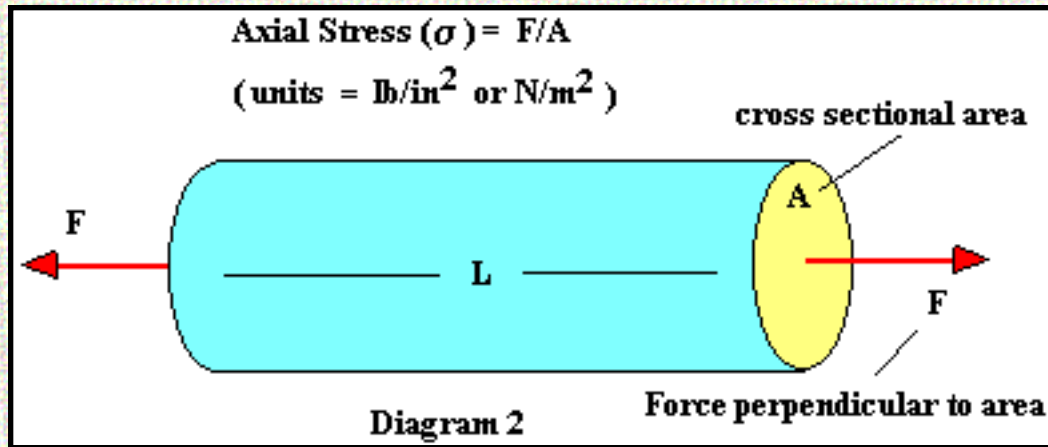 Axial Stress (σ) = F/A
(units = lb/in² or N/m²)
cross sectional area
A
F
L
F
Force perpendicular to area
Diagram 2